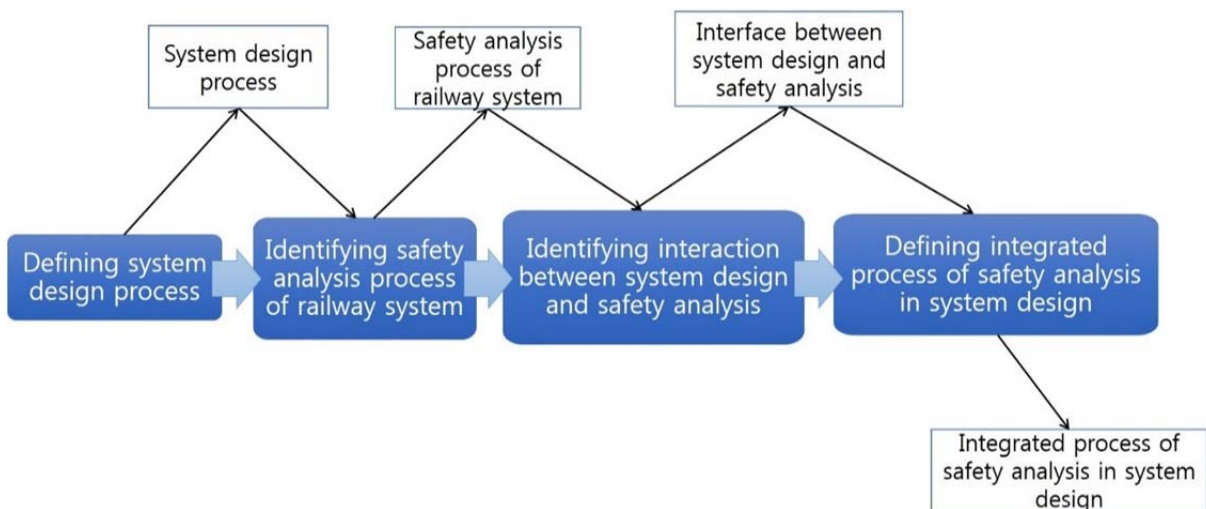 System design
process
Safety analysis
process of
railway system
Interface between
system design and
safety analysis
Defining system
design process
Identifying safety
analysis process
of railway system
Identifying interaction
between system design
and safety analysis
Defining integrated
process of safety analysis
in system design
Integrated process of
safety analysis in system
design